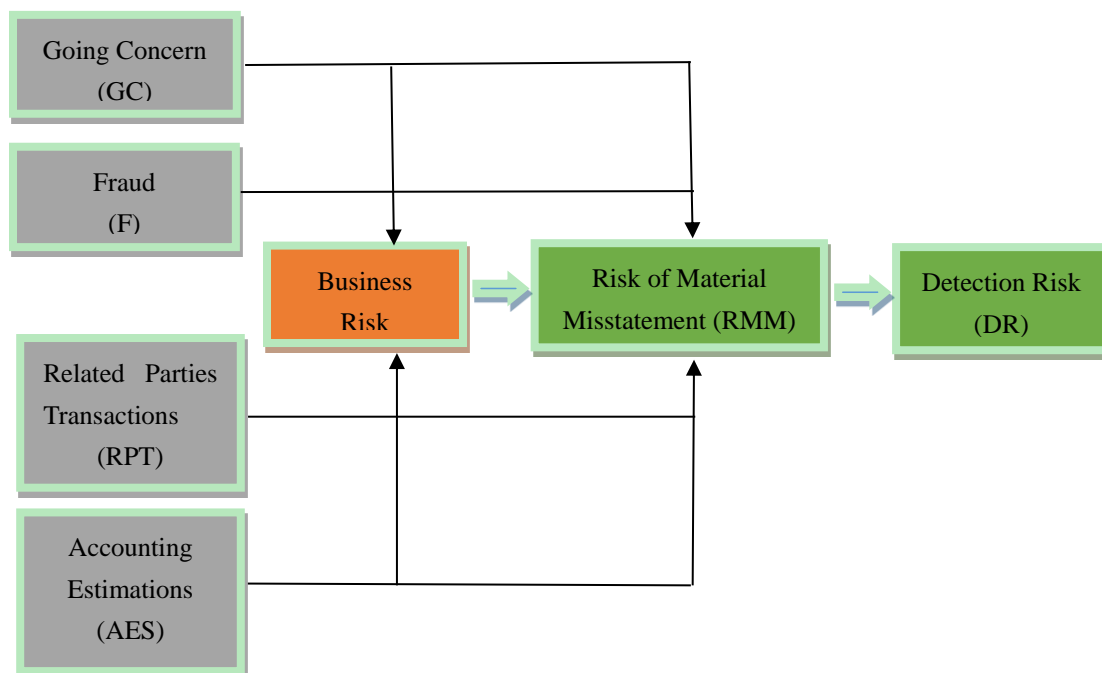 Going Concern
(GC)
Fraud
(F)
Business
Risk
Risk of Material
Misstatement (RMM)
Detection Risk
(DR)
Related Parties
Transactions
(RPT)
Accounting
Estimations
(AES)